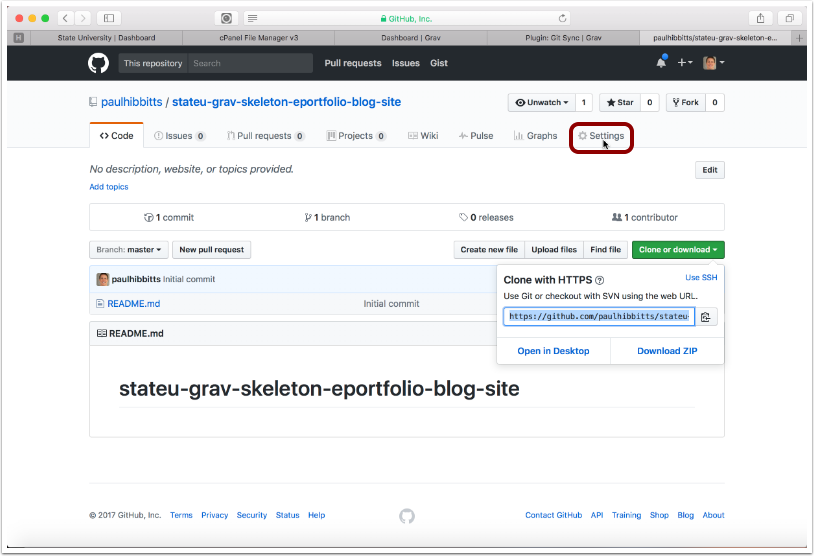 GitHub, Inc.
H State University | Dashboard cPanel File Manager v3 Dashboard | Grav Plugin: Git Sync | Grav paulhibbitts/stateu-grav-skeleton-e...
This repository Search Pull requests Issues Gist
paulhibbitts / stateu-grav-skeleton-eportfolio-blog-site Unwatch 1 Star 0 Fork 0
<> Code Issues 0 Pull requests 0 Projects 0 Wiki Pulse Graphs Settings
No description, website, or topics provided. Edit
Add topics
1 commit 1 branch 0 releases 1 contributor
Branch: master New pull request Create new file Upload files Find file Clone or download
paulhibbitts Initial commit
README.md Initial commit
Clone with HTTPS ? Use SSH
Use Git or checkout with SVN using the web URL.
https://github.com/paulhibbitts/stateu-
Open in Desktop Download ZIP
README.md
stateu-grav-skeleton-eportfolio-blog-site
© 2017 GitHub, Inc. Terms Privacy Security Status Help Contact GitHub API Training Shop Blog About